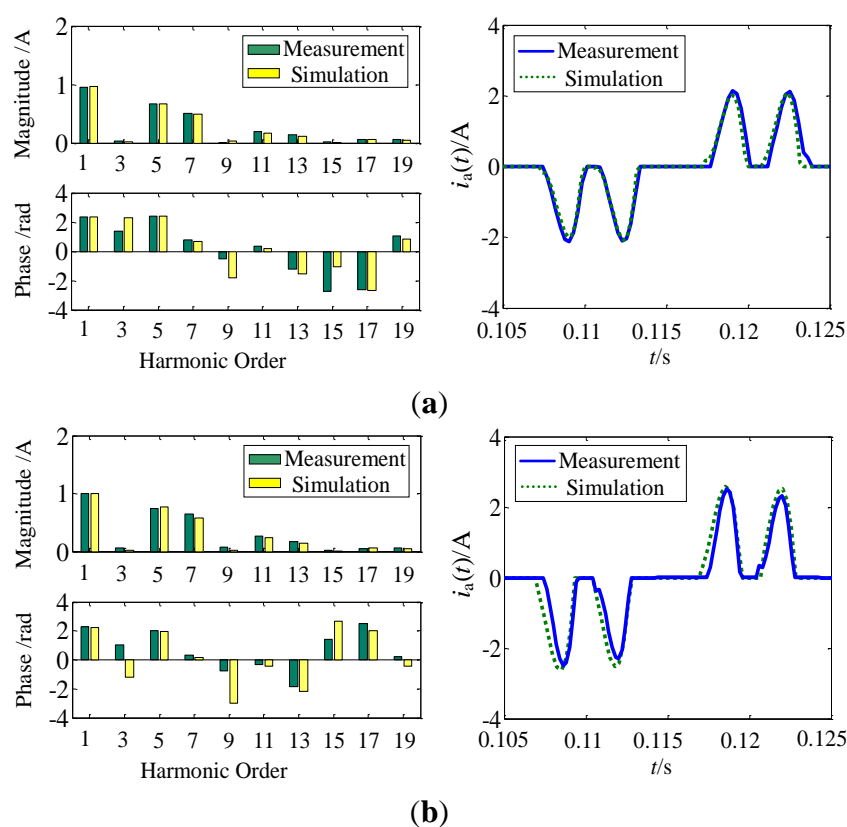 2
1
0
Magnitude /A
Measurement
Simulation
1 3 5 7 9 11 13 15 17 19
4
2
0
-2
-4
Phase /rad
1 3 5 7 9 11 13 15 17 19
Harmonic Order
4
2
0
-2
-4
i_a(t)/A
Measurement
Simulation
0.105 0.11 0.115 0.12 0.125
t/s
(a)
2
1
0
Magnitude /A
Measurement
Simulation
1 3 5 7 9 11 13 15 17 19
4
2
0
-2
-4
Phase /rad
1 3 5 7 9 11 13 15 17 19
Harmonic Order
4
2
0
-2
-4
i_a(t)/A
Measurement
Simulation
0.105 0.11 0.115 0.12 0.125
t/s
(b)